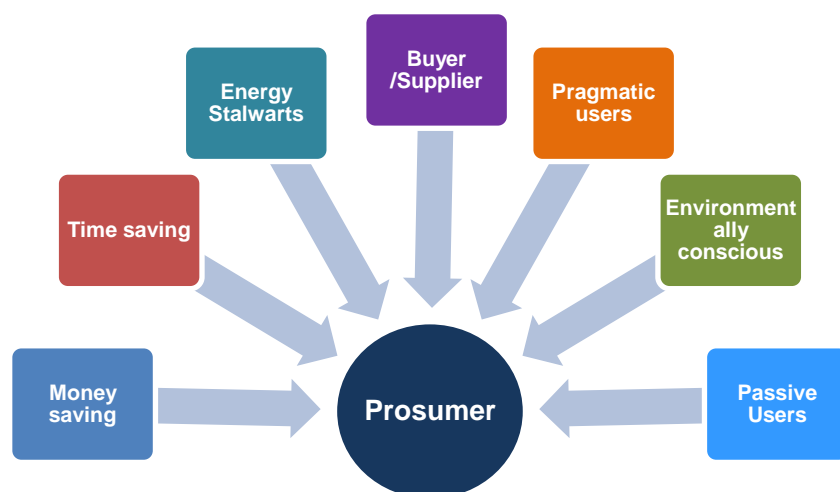 Buyer
/Supplier
Energy
Stalwarts
Pragmatic
users
Time saving
Environment
ally
conscious
Money
saving
Prosumer
Passive
Users